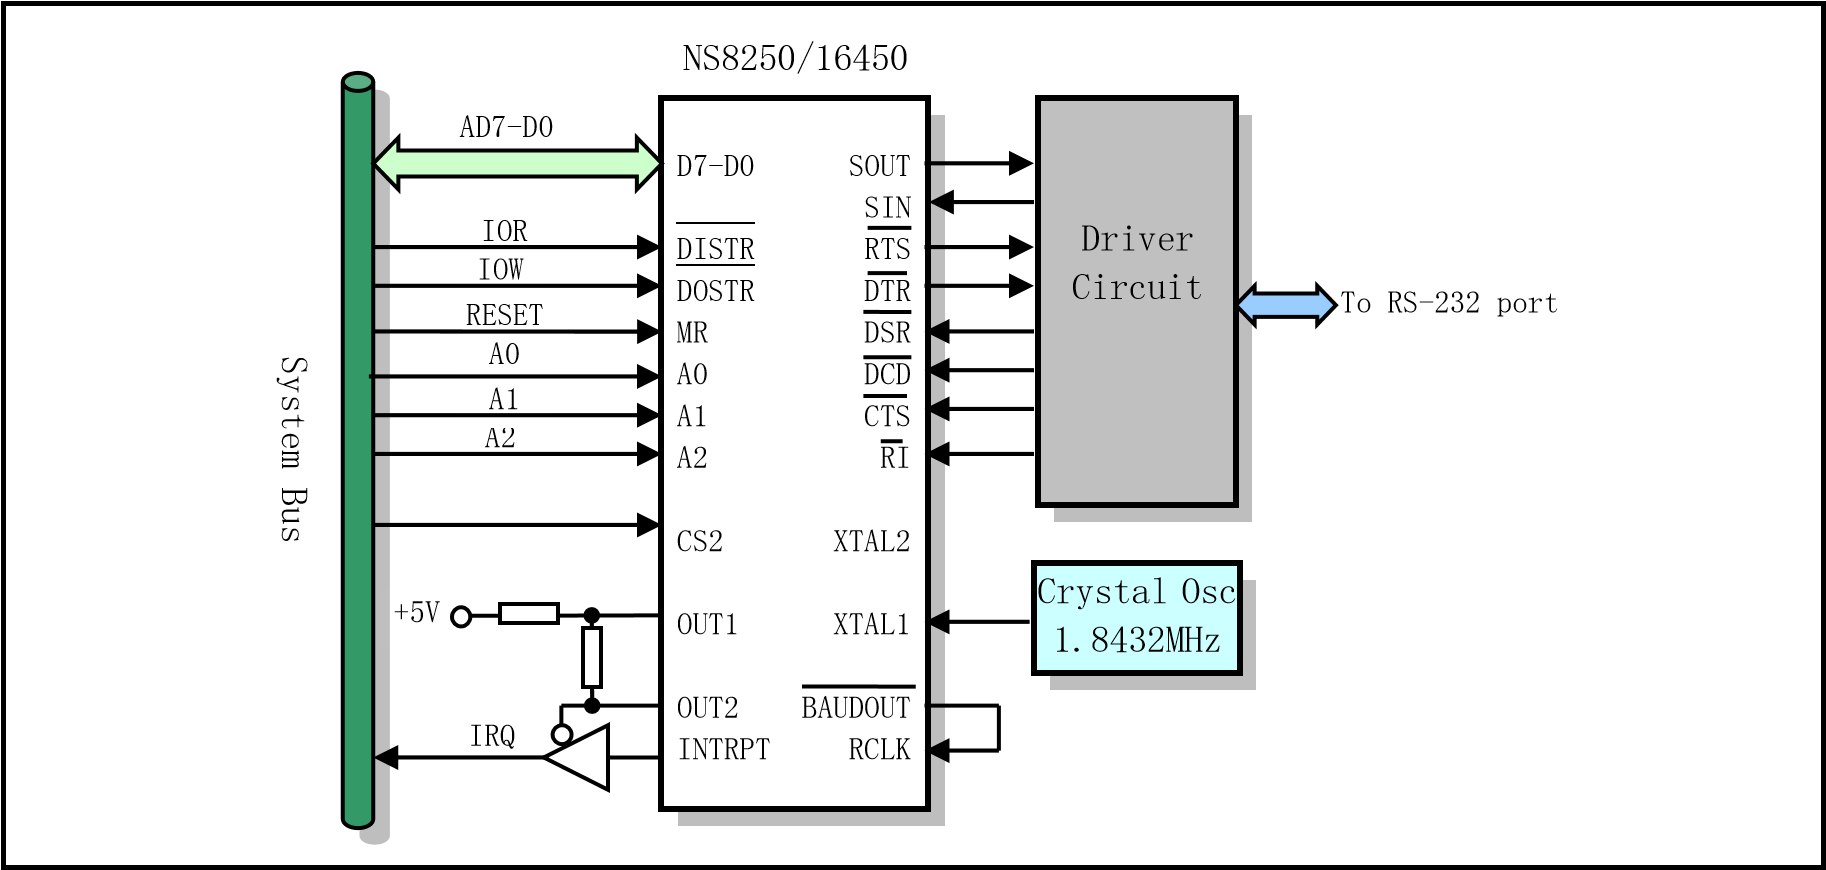 NS8250/16450
AD7-D0
D7-D0
SOUT
SIN
IOR
DISTR
RTS
IOW
DOSTR
DTR
RESET
MR
DSR
A0
A0
DCD
A1
A1
CTS
A2
A2
RI
CS2
XTAL2
+5V
OUT1
XTAL1
OUT2
BAUDOUT
IRQ
INTRPT
RCLK
System Bus
Driver
Circuit
To RS-232 port
Crystal Osc
1.8432MHz